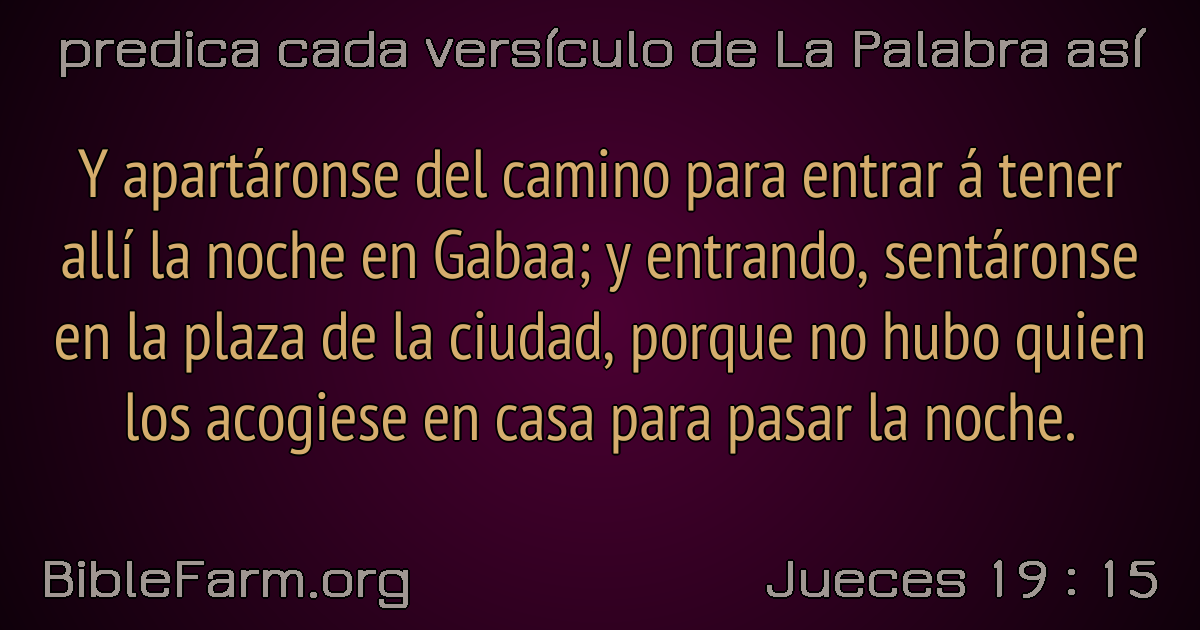 predica cada versículo de La Palabra así
Y apartáronse del camino para entrar á tener
allí la noche en Gabaa; y entrando, sentáronse
en la plaza de la ciudad, porque no hubo quien
los acogiese en casa para pasar la noche.
BibleFarm.org
Jueces 19 : 15